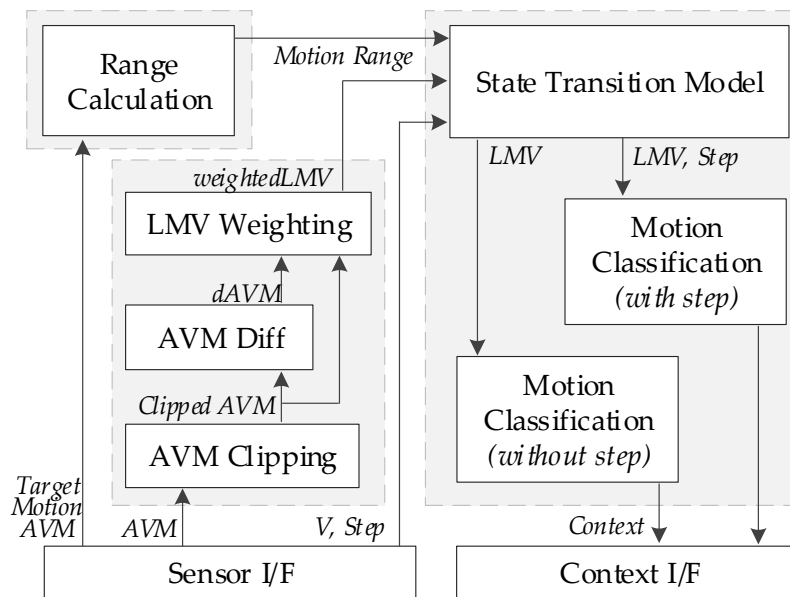 Range
Calculation
Motion Range
State Transition Model
LMV
LMV, Step
weightedLMV
LMV Weighting
Motion
Classification
(with step)
dAVM
AVM Diff
Clipped AVM
Motion
Classification
(without step)
AVM Clipping
Target
Motion
AVM
AVM
V, Step
Context
Sensor I/F
Context I/F